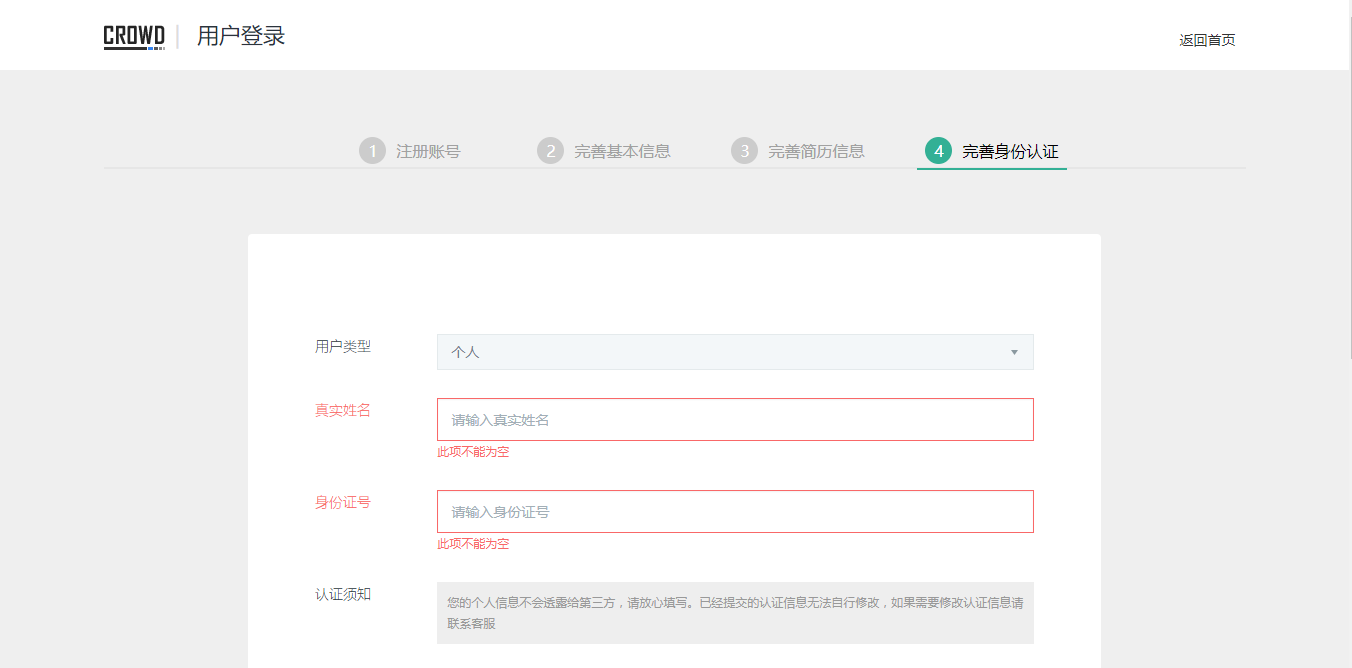 CROWD 用户登录
返回首页
1 注册账号 2 完善基本信息 3 完善简历信息 4 完善身份认证
用户类型 个人
真实姓名 请输入真实姓名
此项不能为空
身份证号 请输入身份证号
此项不能为空
认证须知 您的个人信息不会透露给第三方，请放心填写。已经提交的认证信息无法自行修改，如果需要修改认证信息请
联系客服